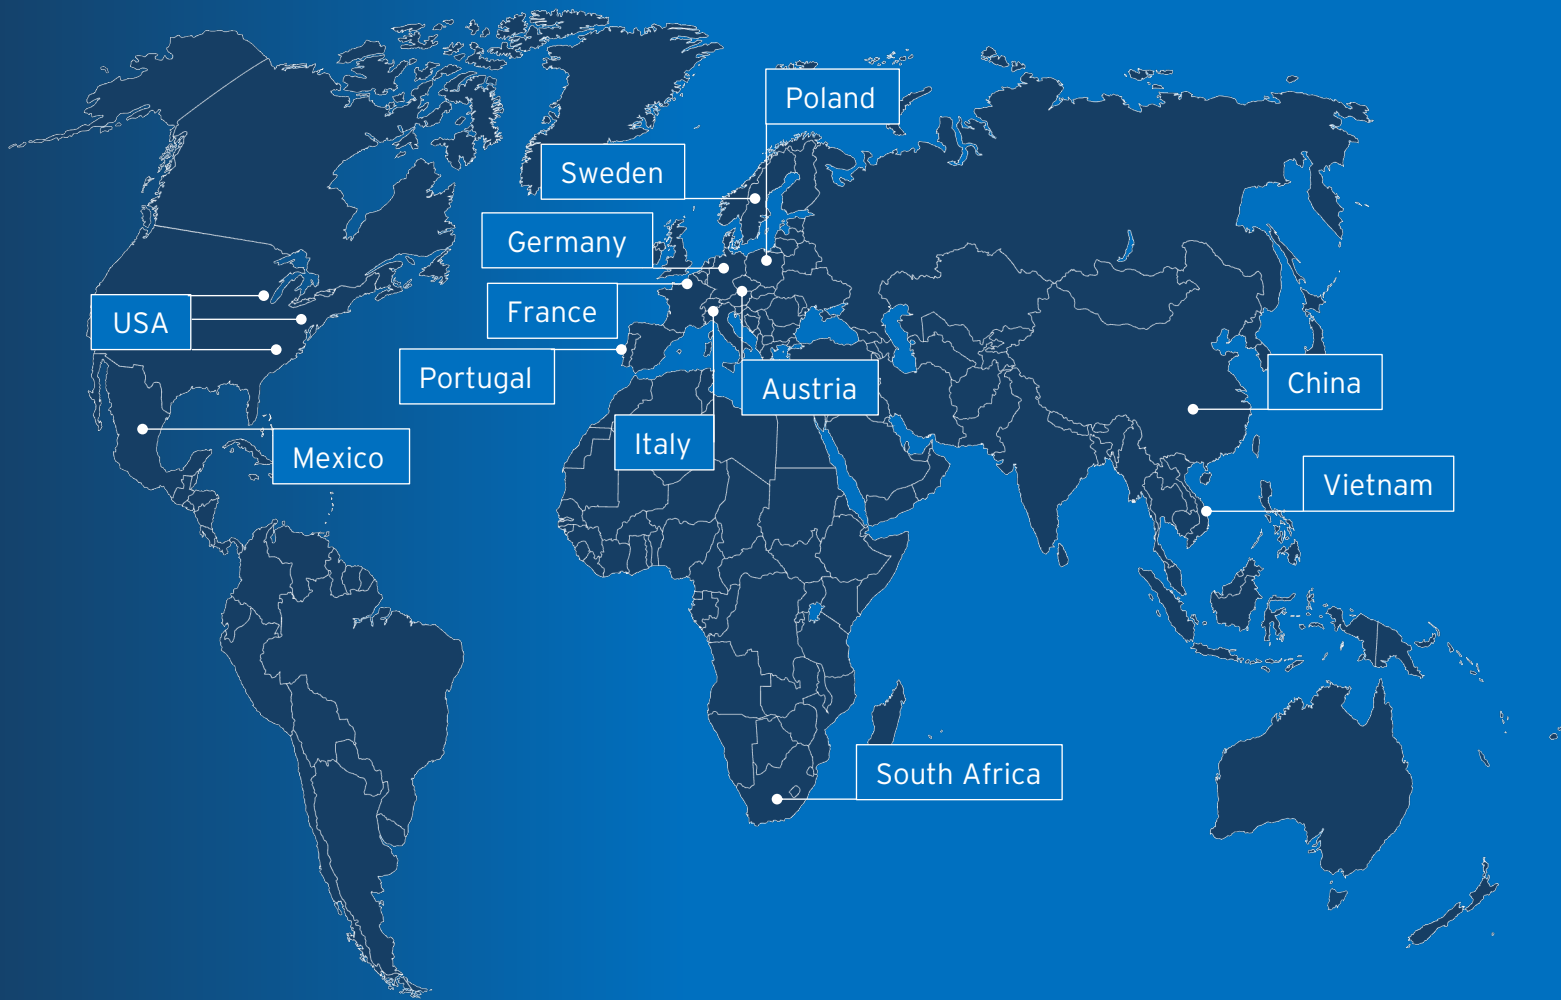 Poland
Sweden
Germany
France
USA
Portugal
Austria
China
Italy
Mexico
Vietnam
South Africa